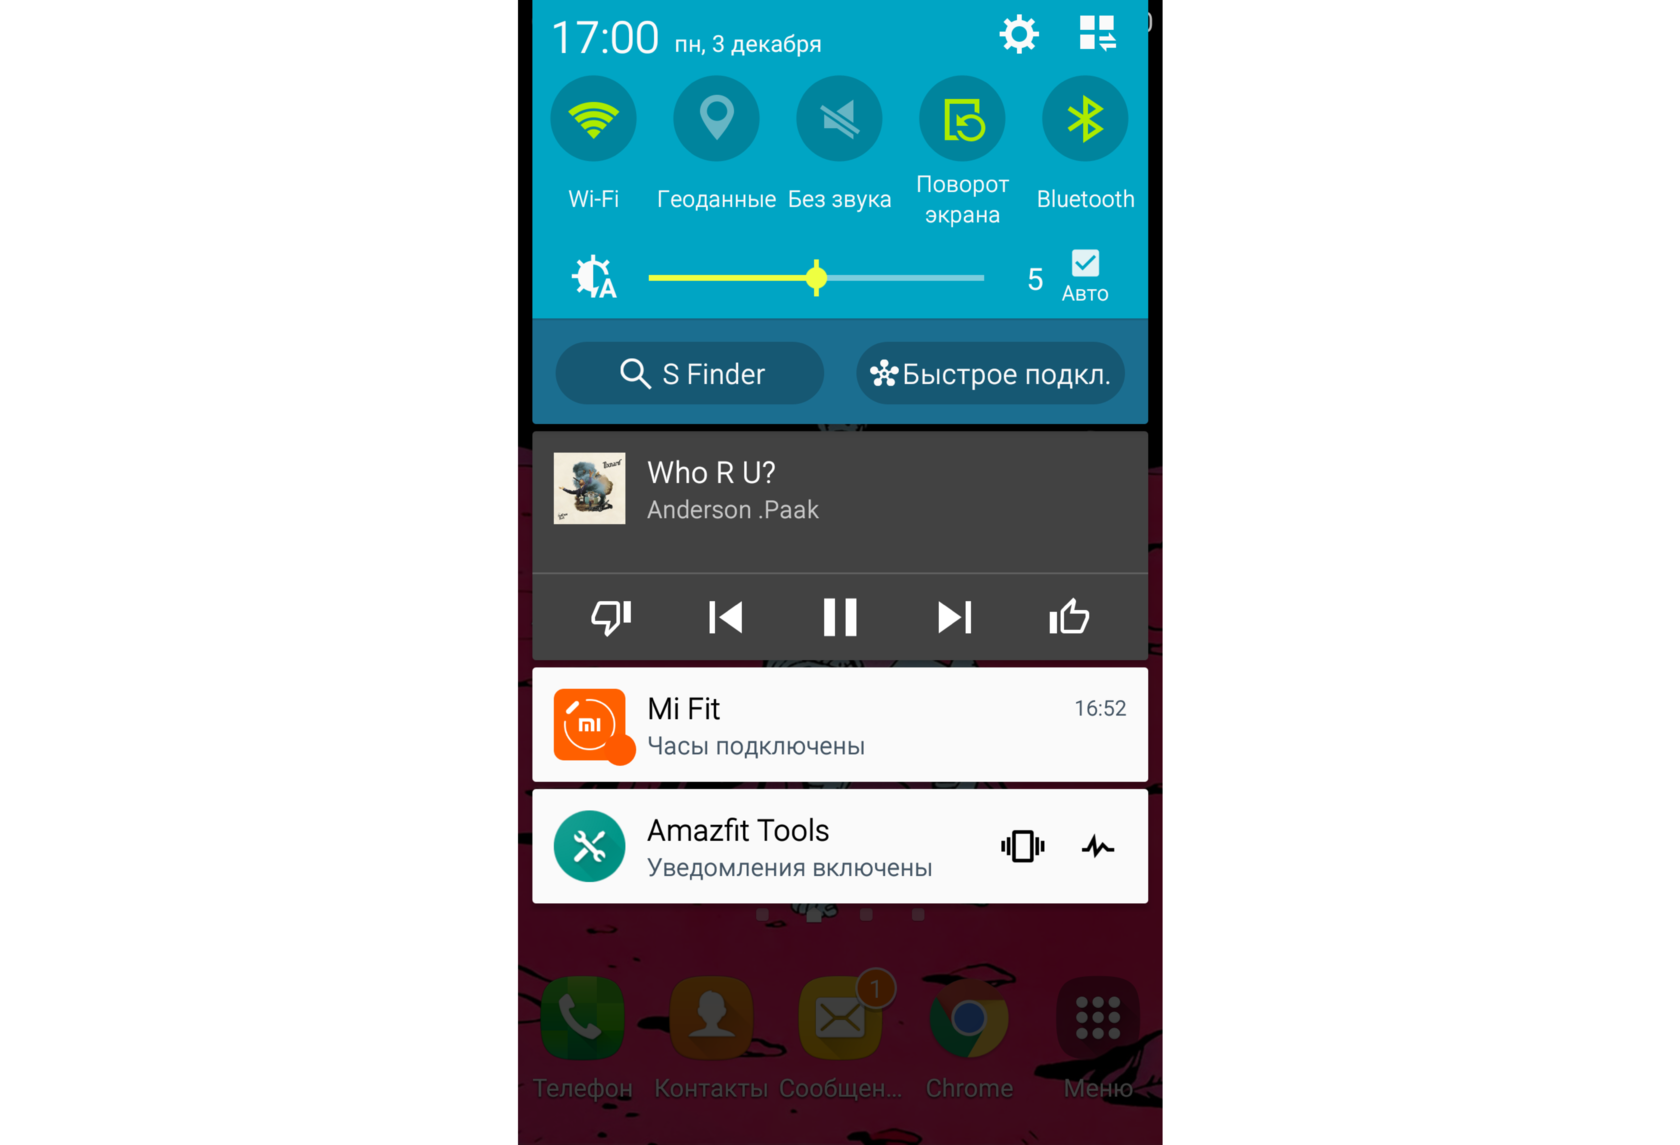 17:00 пн, 3 декабря
Wi-Fi
Геоданные
Без звука
Поворот
экрана
Bluetooth
5
Авто
A
S Finder
Быстрое подкл.
Who R U?
Anderson .Paak
Mi Fit
16:52
Часы подключены
Amazfit Tools
Уведомления включены
1
Телефон
Контакты
Сообщен...
Chrome
Меню